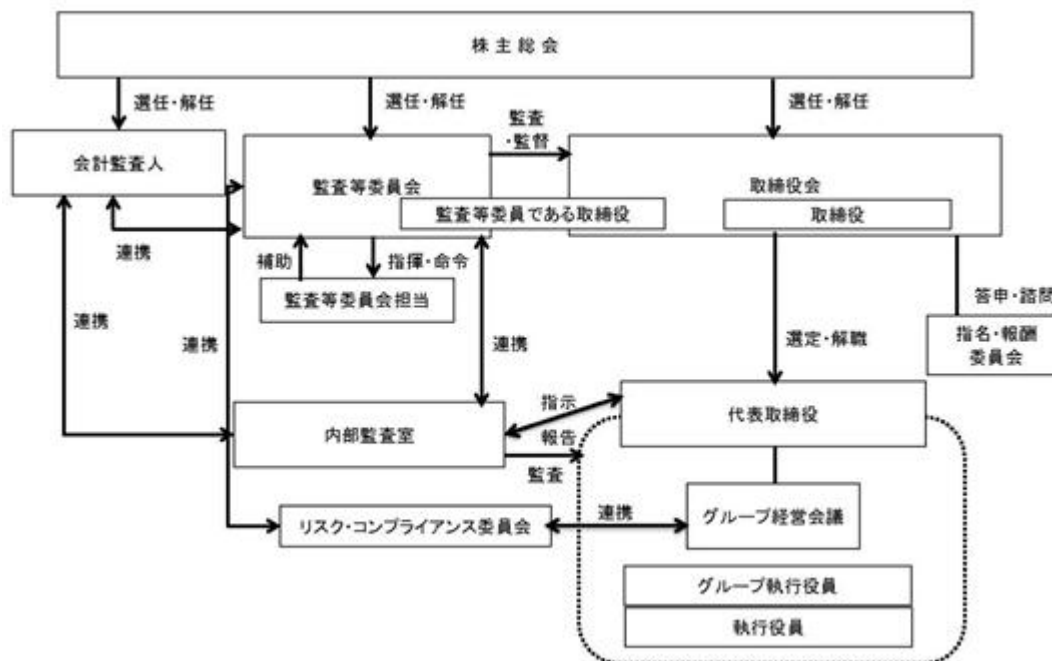 株主総会
選任・解任
選任・解任
選任・解任
監査
・監督
会計監査人
監査等委員会
取締役会
監査等委員である取締役
取締役
連携
補助
指揮・命令
監査等委員会担当
答申・諮問
指名・報酬
委員会
連携
連携
連携
選定・解職
代表取締役
指示
報告
内部監査室
監査
グループ経営会議
リスク・コンプライアンス委員会
連携
グループ執行役員
執行役員